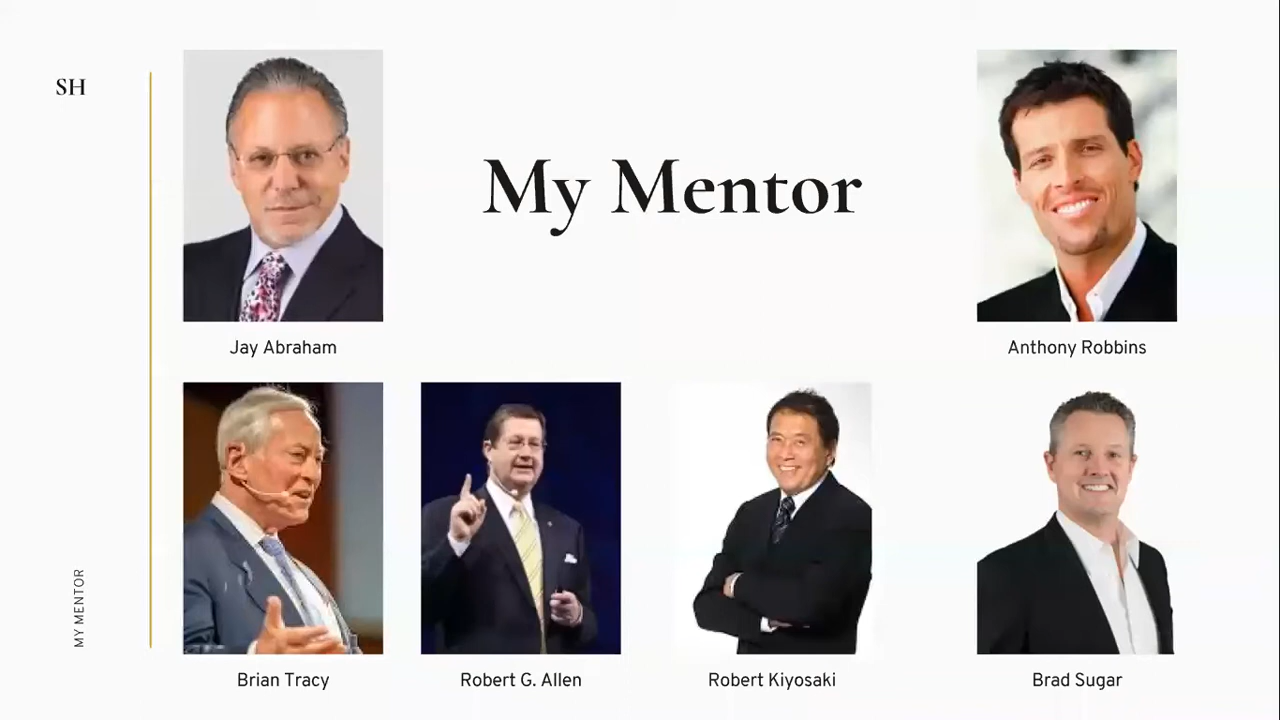 SH
My Mentor
Jay Abraham
Anthony Robbins
MY MENTOR
Brian Tracy
Robert G. Allen
Robert Kiyosaki
Brad Sugar